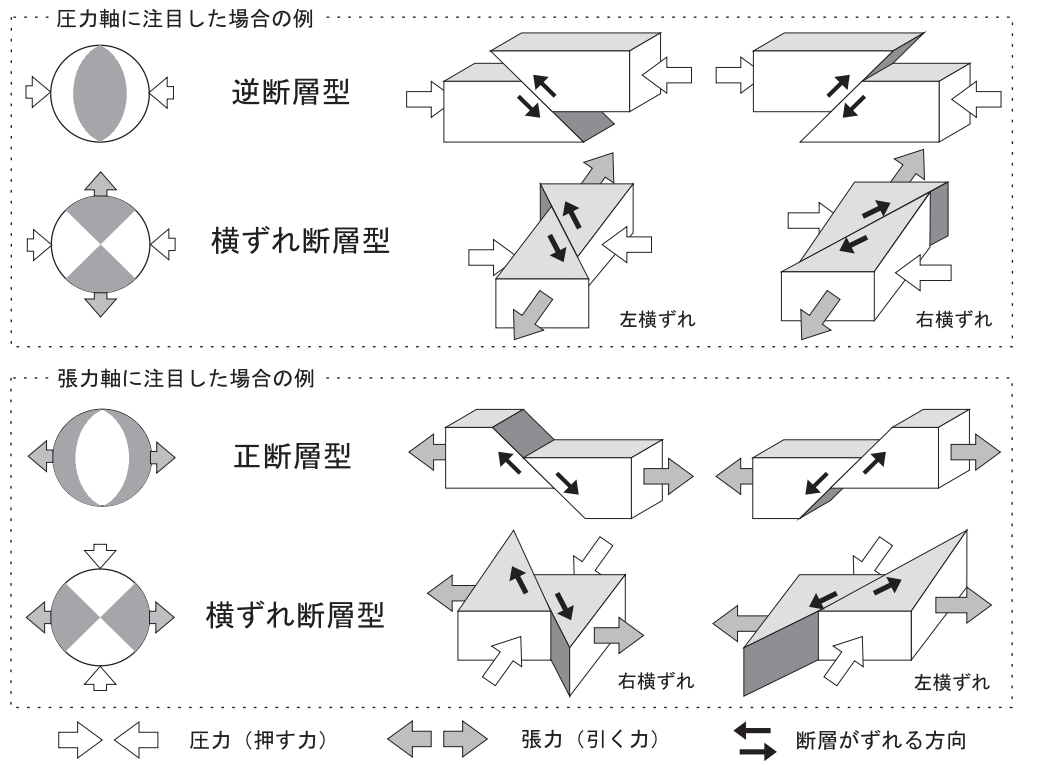 圧力軸に注目した場合の例
逆断層型
横ずれ断層型
左横ずれ
右横ずれ
張力軸に注目した場合の例
正断層型
横ずれ断層型
右横ずれ
左横ずれ
圧力（押す力）
張力（引く力）
断層がずれる方向